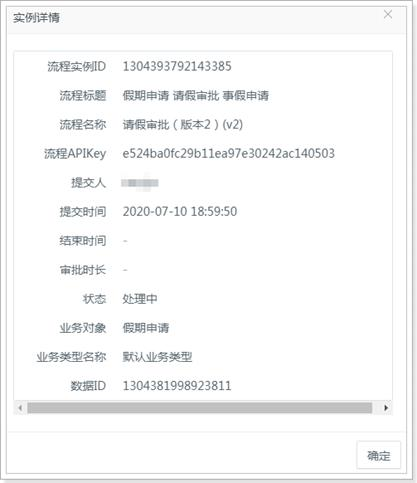 实例详情
流程实例ID 1304393792143385
流程标题 假期申请 请假审批 事假申请
流程名称 请假审批（版本2）(v2)
流程APIKey e524ba0fc29b11ea97e30242ac140503
提交人
提交时间 2020-07-10 18:59:50
结束时间 -
审批时长 -
状态 处理中
业务对象 假期申请
业务类型名称 默认业务类型
数据ID 1304381998923811
确定